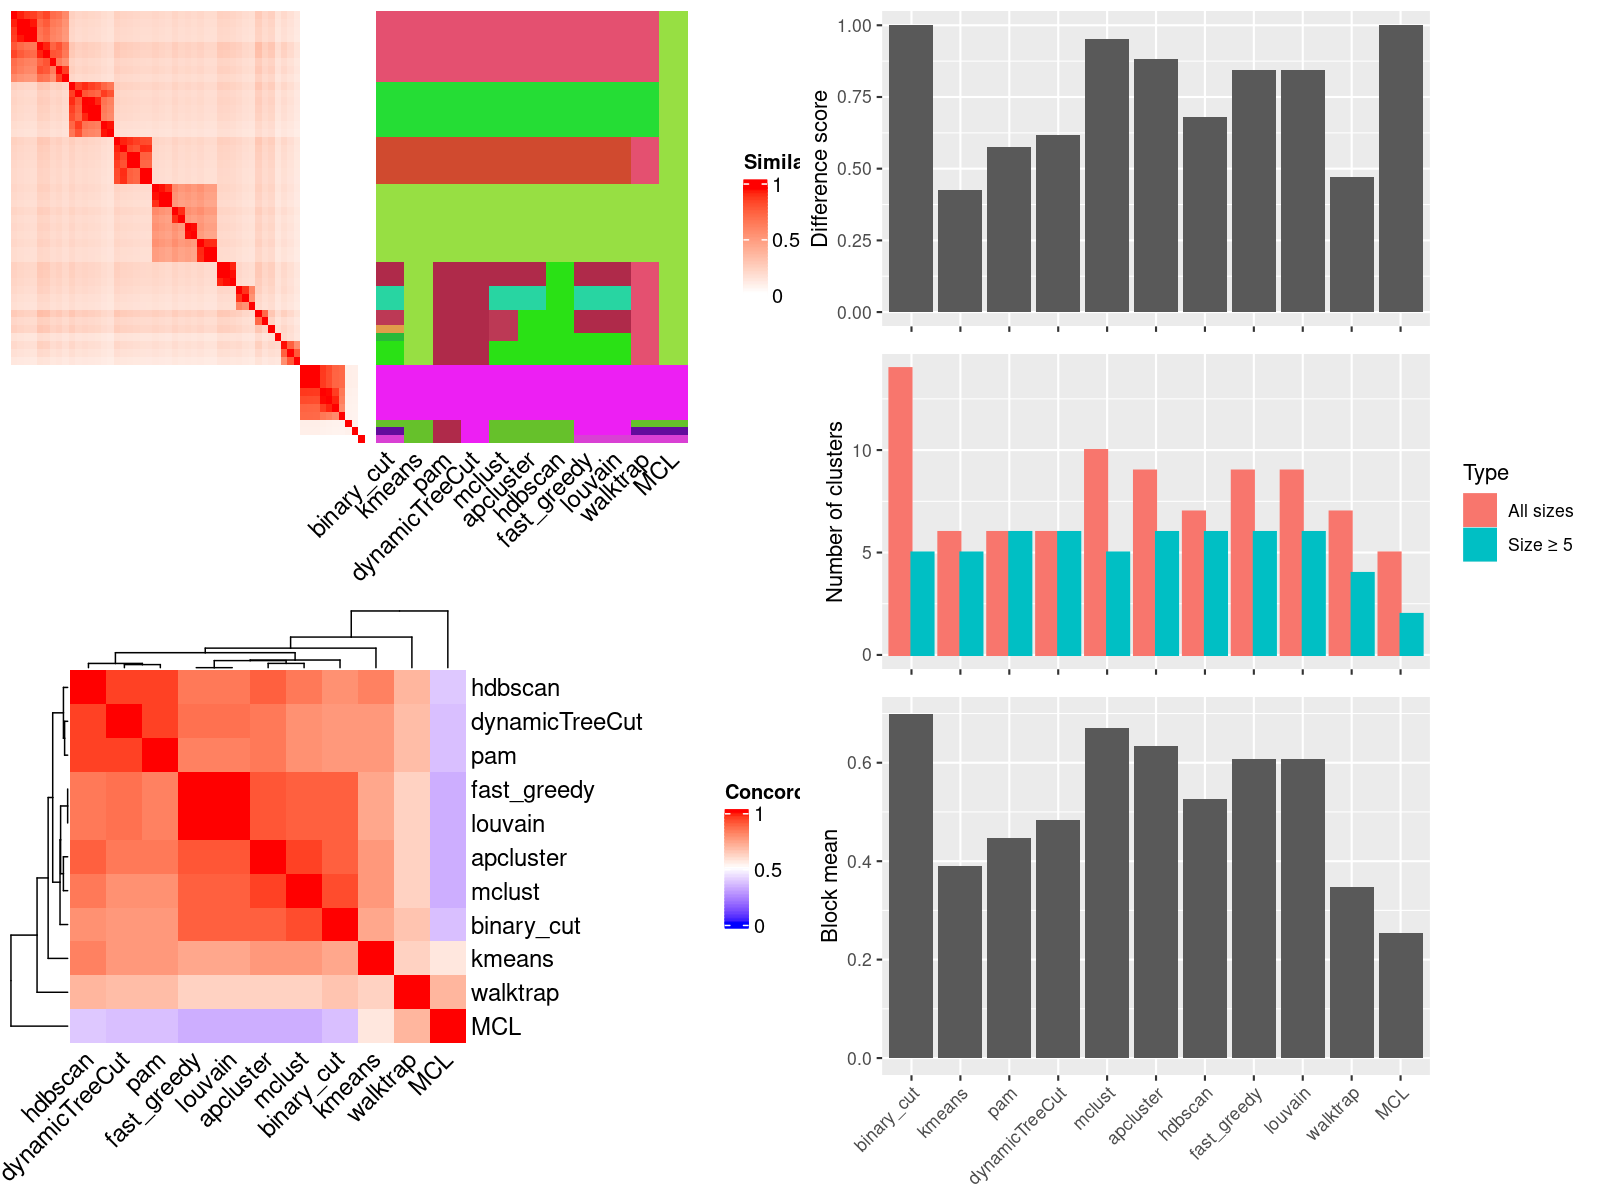 Simila
1
0.5
0
binary_cut
kmeans
pam
dynamicTreeCut
mclust
apcluster
hdbscan
fast_greedy
louvain
walktrap
MCL
Difference score
1.00
0.75
0.50
0.25
0.00
Number of clusters
10
5
0
Type
All sizes
Size ≥ 5
hdbscan
dynamicTreeCut
pam
fast_greedy
louvain
apcluster
mclust
binary_cut
kmeans
walktrap
MCL
hdbscan
dynamicTreeCut
pam
fast_greedy
louvain
apcluster
mclust
binary_cut
kmeans
walktrap
MCL
Concord
1
0.5
0
Block mean
0.6
0.4
0.2
0.0
binary_cut
kmeans
pam
dynamicTreeCut
mclust
apcluster
hdbscan
fast_greedy
louvain
walktrap
MCL